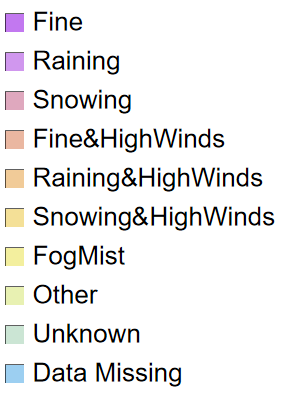 Fine
Raining
Snowing
Fine&HighWinds
Raining&HighWinds
Snowing&HighWinds
FogMist
Other
Unknown
Data Missing